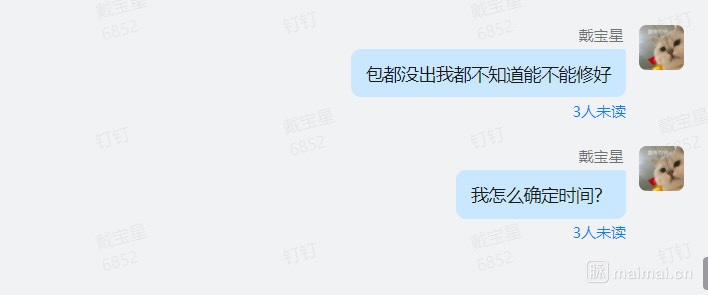 戴宝星
6852
钉钉
戴宝星
包都没出我都不知道能不能修好
3人未读
钉钉
戴宝星
6852
钉钉
戴宝星
6852
戴宝星
我怎么确定时间?
3人未读
戴宝星
6852
钉钉
戴宝星
6852
钉钉
脉 maimai.cn